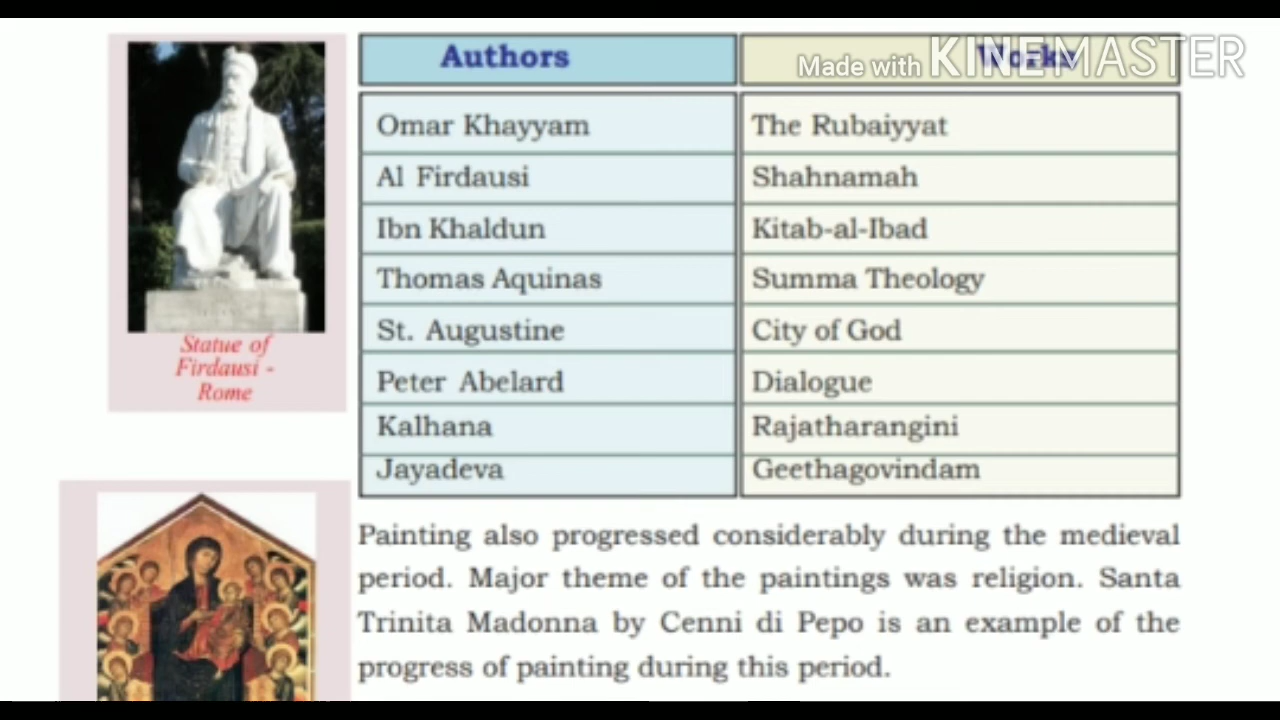 Authors
Works
Made with KINEMASTER
Omar Khayyam
The Rubaiyyat
Al Firdausi
Shahnamah
Ibn Khaldun
Kitab-al-Ibad
Thomas Aquinas
Summa Theology
St. Augustine
City of God
Peter Abelard
Dialogue
Kalhana
Rajatharangini
Jayadeva
Geethagovindam
Statue of
Firdausi -
Rome
Painting also progressed considerably during the medieval
period. Major theme of the paintings was religion. Santa
Trinita Madonna by Cenni di Pepo is an example of the
progress of painting during this period.